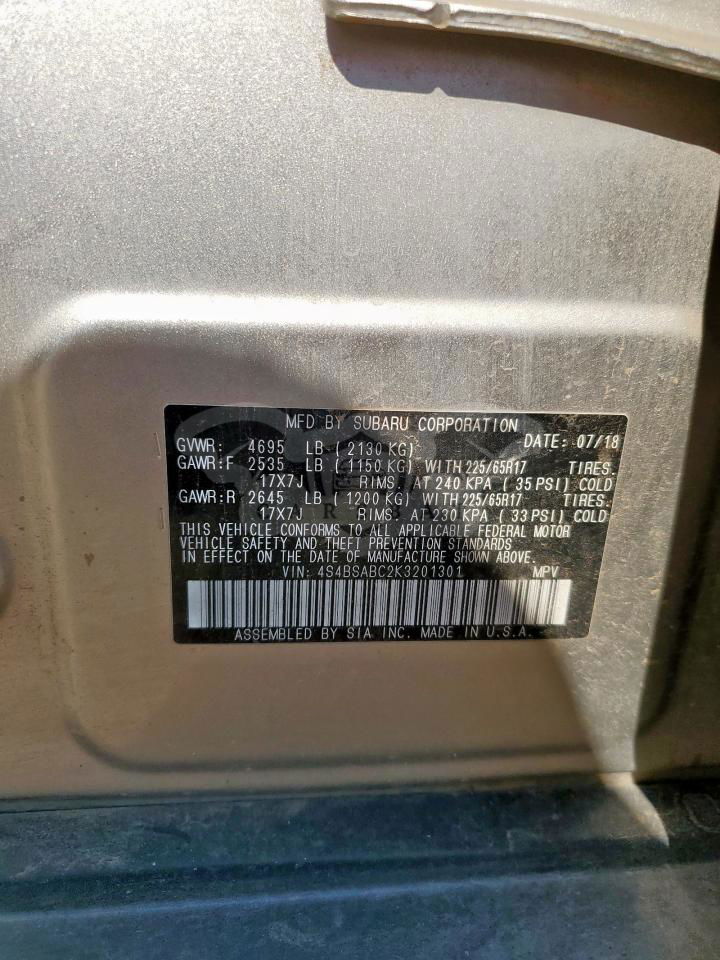 MFD BY SUBARU CORPORATION
GVWR: 4695 LB ( 2130 KG) DATE: 07/18
GAWR:F 2535 LB ( 1150 KG) WITH 225/65R17 TIRES.
17X7J RIMS. AT 240 KPA ( 35 PSI) COLD
GAWR:R 2645 LB ( 1200 KG) WITH 225/65R17 TIRES.
17X7J RIMS. AT 230 KPA ( 33 PSI) COLD
THIS VEHICLE CONFORMS TO ALL APPLICABLE FEDERAL MOTOR
VEHICLE SAFETY AND THEFT PREVENTION STANDARDS
IN EFFECT ON THE DATE OF MANUFACTURE SHOWN ABOVE.
VIN: 4S4BSABC2K3201301 MPV
ASSEMBLED BY SIA INC. MADE IN U.S.A.